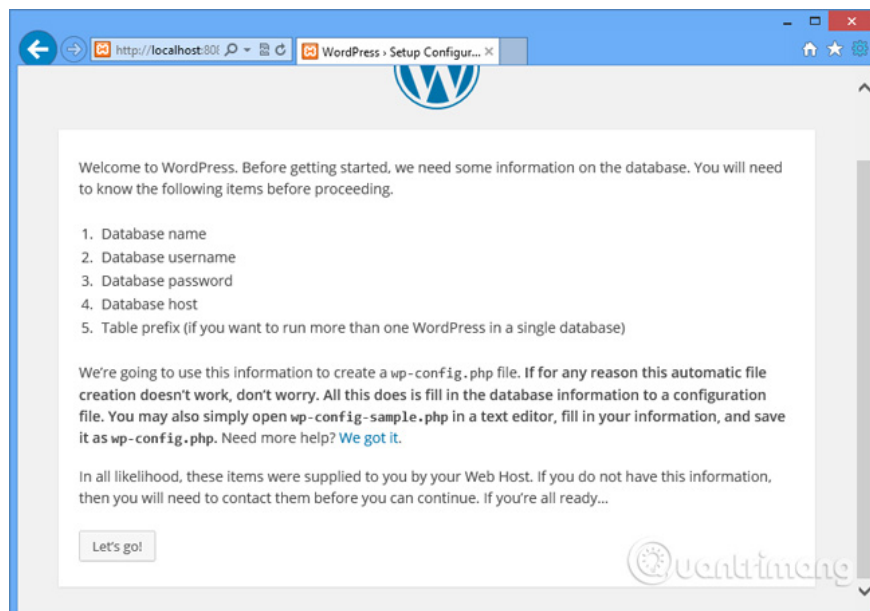 http://localhost:808
WordPress › Setup Configur...
Welcome to WordPress. Before getting started, we need some information on the database. You will need
to know the following items before proceeding.
1. Database name
2. Database username
3. Database password
4. Database host
5. Table prefix (if you want to run more than one WordPress in a single database)
We're going to use this information to create a wp-config.php file. If for any reason this automatic file
creation doesn't work, don't worry. All this does is fill in the database information to a configuration
file. You may also simply open wp-config-sample.php in a text editor, fill in your information, and save
it as wp-config.php. Need more help? We got it.
In all likelihood, these items were supplied to you by your Web Host. If you do not have this information,
then you will need to contact them before you can continue. If you're all ready...
Let's go!
Quantrimang